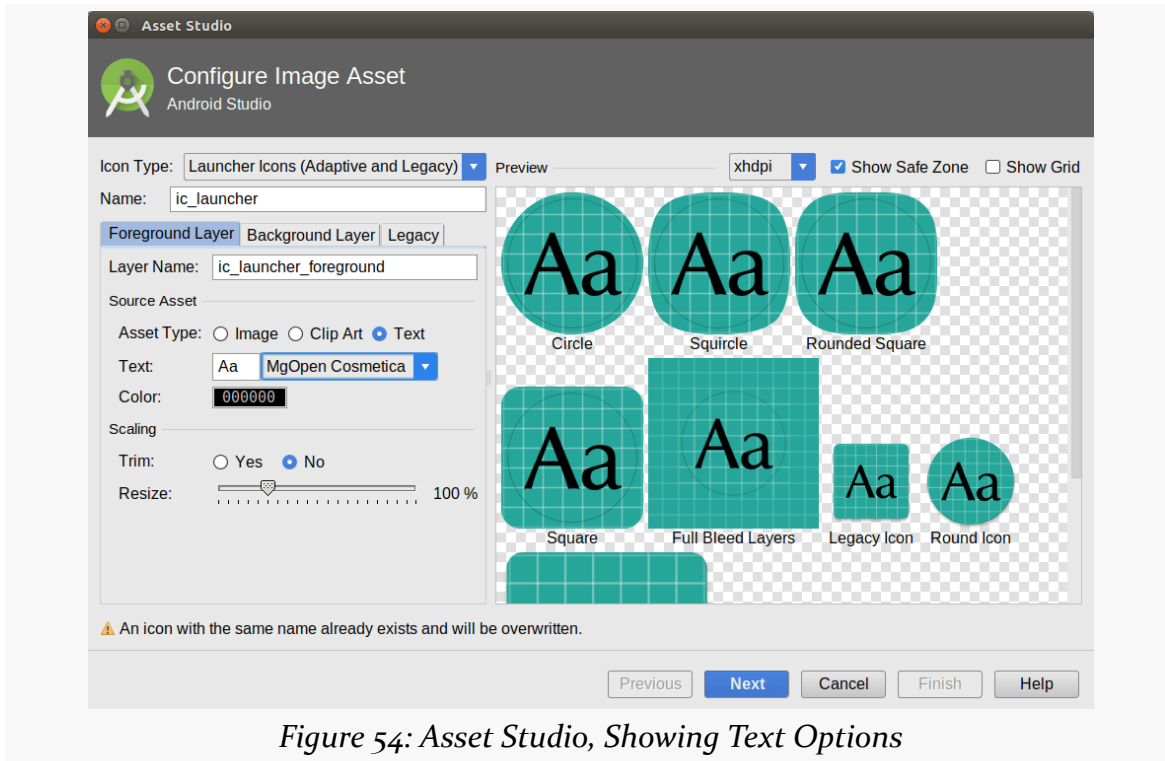 Asset Studio
Configure Image Asset
Android Studio
Icon Type: Launcher Icons (Adaptive and Legacy)
Name: ic_launcher
Foreground Layer Background Layer Legacy
Layer Name: ic_launcher_foreground
Source Asset
Asset Type: Image Clip Art Text
Text: Aa MgOpen Cosmetica
Color: 000000
Scaling
Trim: Yes No
Resize: 100 %
Preview xhdpi Show Safe Zone Show Grid
Aa Aa Aa
Circle Squircle Rounded Square
Aa Aa Aa Aa
Square Full Bleed Layers Legacy Icon Round Icon
An icon with the same name already exists and will be overwritten.
Previous Next Cancel Finish Help
Figure 54: Asset Studio, Showing Text Options